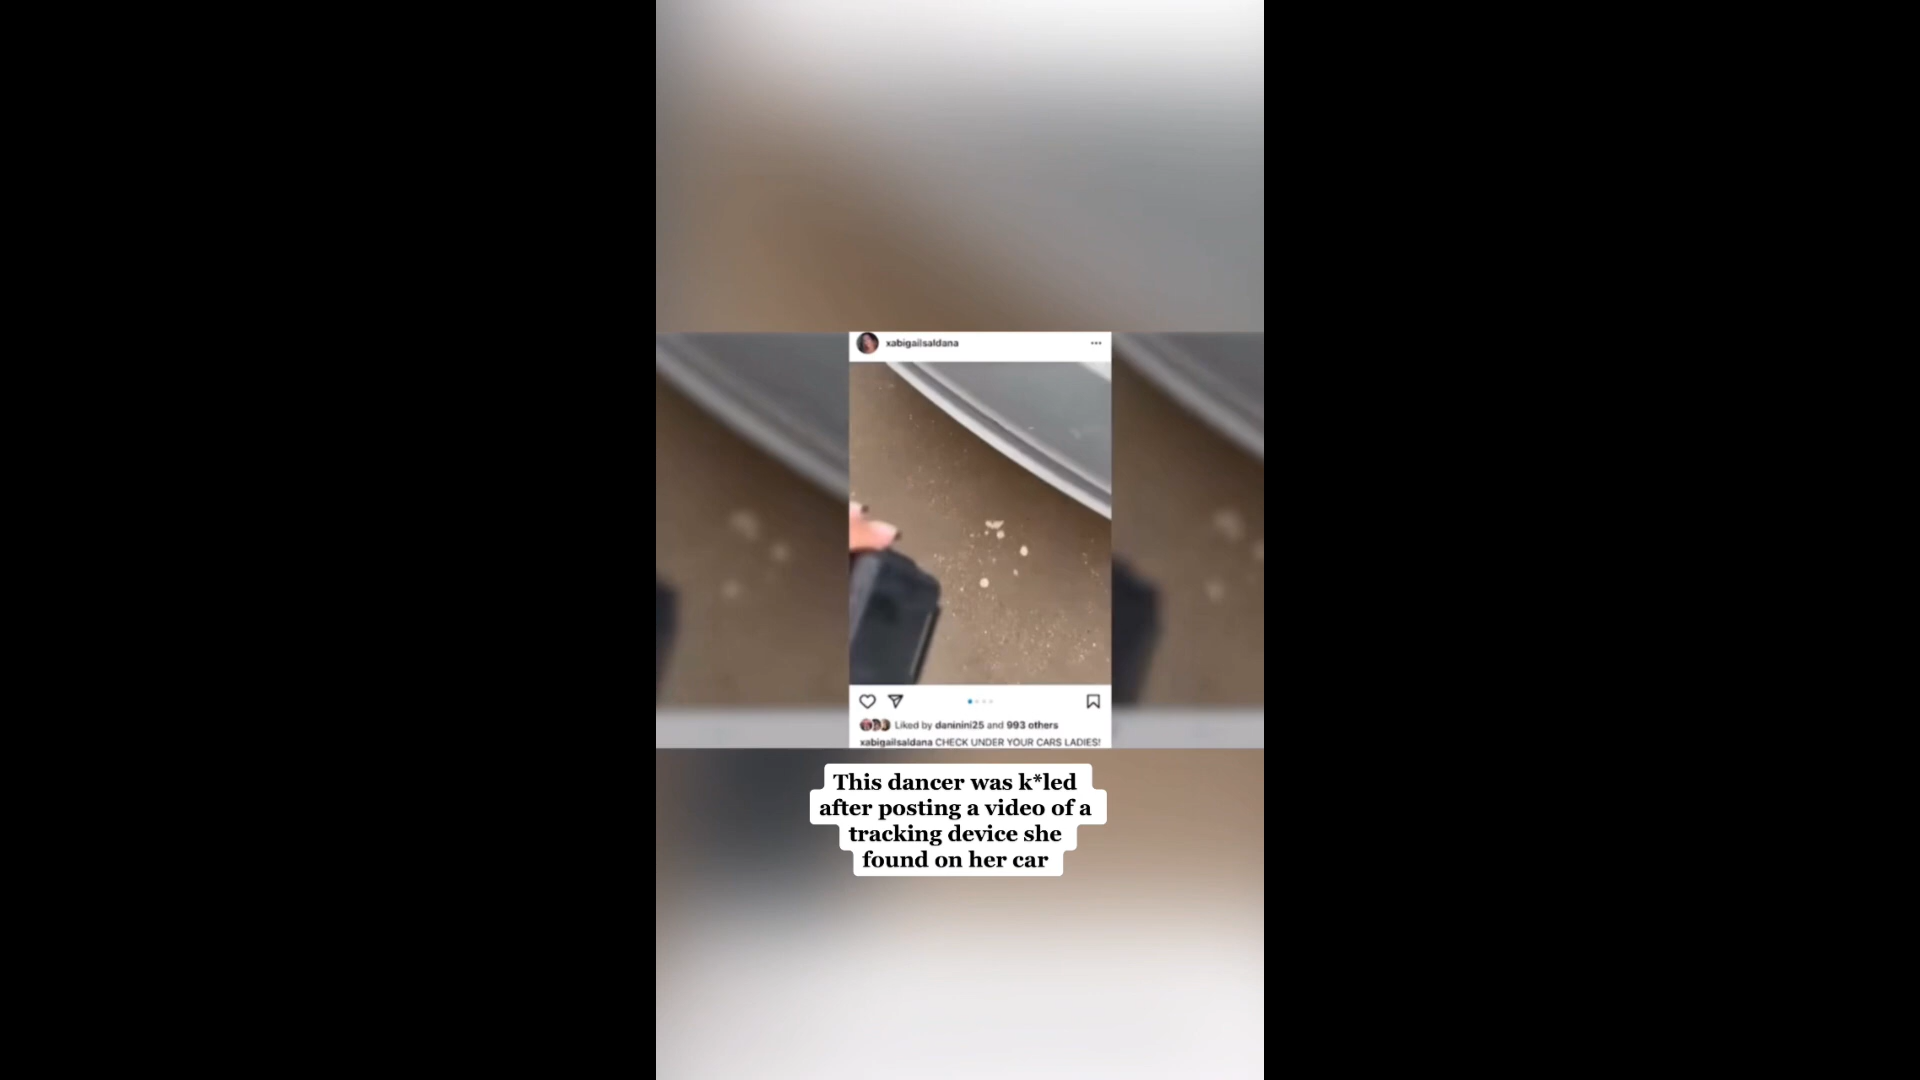 xabigailsaldana
Liked by daninini25 and 993 others
xabigailsaldana CHECK UNDER YOUR CARS LADIES!
This dancer was k*led
after posting a video of a
tracking device she
found on her car